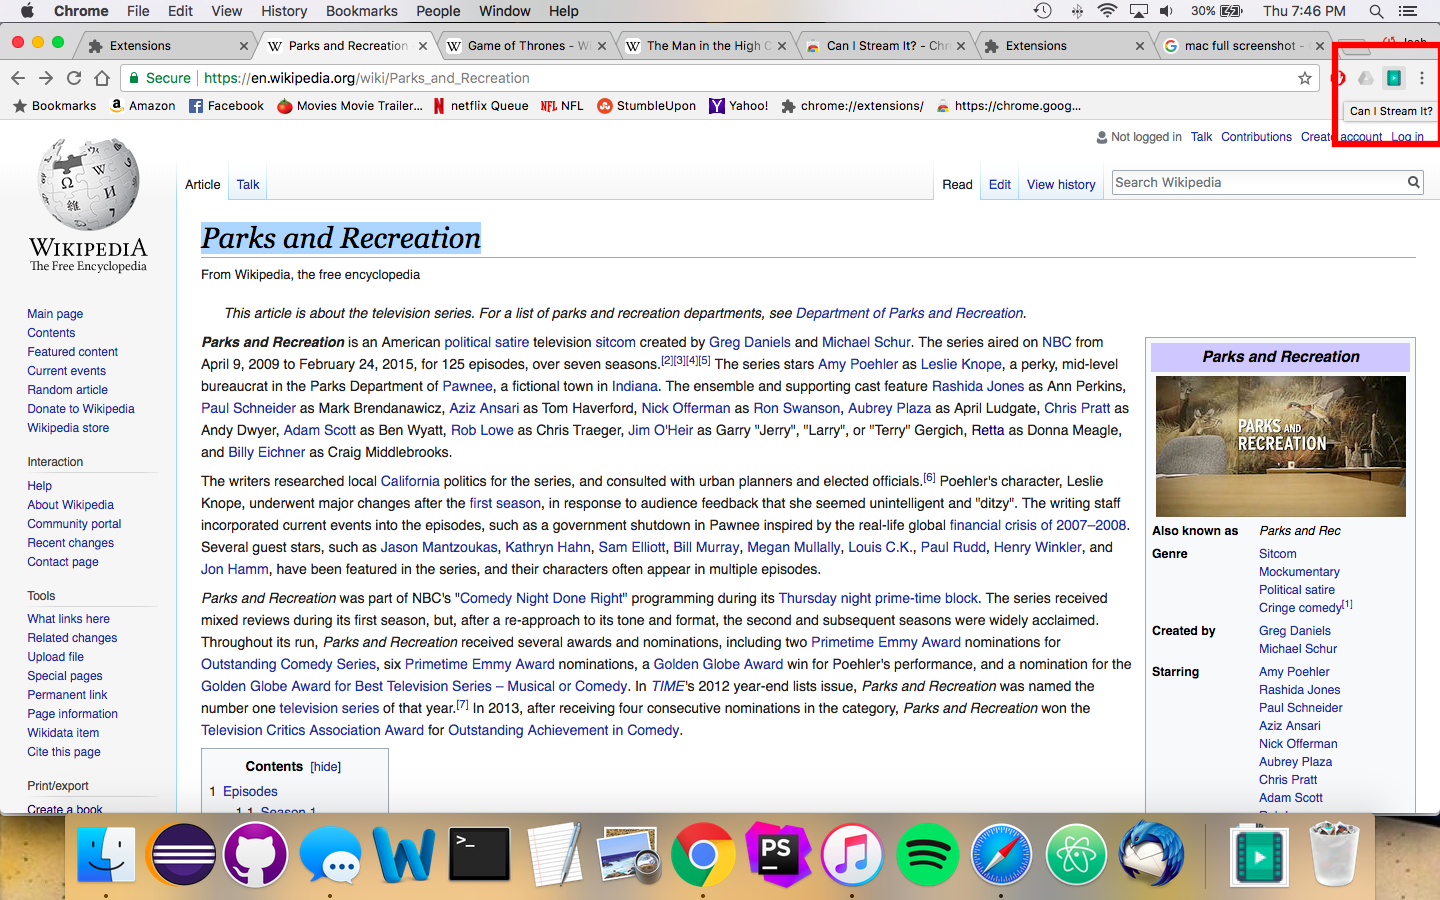 Chrome File Edit View History Bookmarks People Window Help 30% Thu 7:46 PM
Extensions Parks and Recreation Game of Thrones - Wi The Man in the High C Can I Stream It? - Chr Extensions mac full screenshot -
Secure https://en.wikipedia.org/wiki/Parks_and_Recreation
Bookmarks Amazon Facebook Movies Movie Trailer... netflix Queue NFL NFL StumbleUpon Yahoo! chrome://extensions/ https://chrome.goog...
Can I Stream It?
Not logged in Talk Contributions Create account Log in
Article Talk Read Edit View history Search Wikipedia
WIKIPEDIA
The Free Encyclopedia
Main page
Contents
Featured content
Current events
Random article
Donate to Wikipedia
Wikipedia store
Interaction
Help
About Wikipedia
Community portal
Recent changes
Contact page
Tools
What links here
Related changes
Upload file
Special pages
Permanent link
Page information
Wikidata item
Cite this page
Print/export
Create a book
Parks and Recreation
From Wikipedia, the free encyclopedia
This article is about the television series. For a list of parks and recreation departments, see Department of Parks and Recreation.
Parks and Recreation is an American political satire television sitcom created by Greg Daniels and Michael Schur. The series aired on NBC from
April 9, 2009 to February 24, 2015, for 125 episodes, over seven seasons.[2][3][4][5] The series stars Amy Poehler as Leslie Knope, a perky, mid-level
bureaucrat in the Parks Department of Pawnee, a fictional town in Indiana. The ensemble and supporting cast feature Rashida Jones as Ann Perkins,
Paul Schneider as Mark Brendanawicz, Aziz Ansari as Tom Haverford, Nick Offerman as Ron Swanson, Aubrey Plaza as April Ludgate, Chris Pratt as
Andy Dwyer, Adam Scott as Ben Wyatt, Rob Lowe as Chris Traeger, Jim O'Heir as Garry "Jerry", "Larry", or "Terry" Gergich, Retta as Donna Meagle,
and Billy Eichner as Craig Middlebrooks.
The writers researched local California politics for the series, and consulted with urban planners and elected officials.[6] Poehler's character, Leslie
Knope, underwent major changes after the first season, in response to audience feedback that she seemed unintelligent and "ditzy". The writing staff
incorporated current events into the episodes, such as a government shutdown in Pawnee inspired by the real-life global financial crisis of 2007–2008.
Several guest stars, such as Jason Mantzoukas, Kathryn Hahn, Sam Elliott, Bill Murray, Megan Mullally, Louis C.K., Paul Rudd, Henry Winkler, and
Jon Hamm, have been featured in the series, and their characters often appear in multiple episodes.
Parks and Recreation was part of NBC's "Comedy Night Done Right" programming during its Thursday night prime-time block. The series received
mixed reviews during its first season, but, after a re-approach to its tone and format, the second and subsequent seasons were widely acclaimed.
Throughout its run, Parks and Recreation received several awards and nominations, including two Primetime Emmy Award nominations for
Outstanding Comedy Series, six Primetime Emmy Award nominations, a Golden Globe Award win for Poehler's performance, and a nomination for the
Golden Globe Award for Best Television Series – Musical or Comedy. In TIME's 2012 year-end lists issue, Parks and Recreation was named the
number one television series of that year.[7] In 2013, after receiving four consecutive nominations in the category, Parks and Recreation won the
Television Critics Association Award for Outstanding Achievement in Comedy.
Contents [hide]
1 Episodes
1.1 Season 1
Parks and Recreation
PARKS AND
RECREATION
Also known as Parks and Rec
Genre Sitcom
Mockumentary
Political satire
Cringe comedy[1]
Created by Greg Daniels
Michael Schur
Starring Amy Poehler
Rashida Jones
Paul Schneider
Aziz Ansari
Nick Offerman
Aubrey Plaza
Chris Pratt
Adam Scott
>_ PS